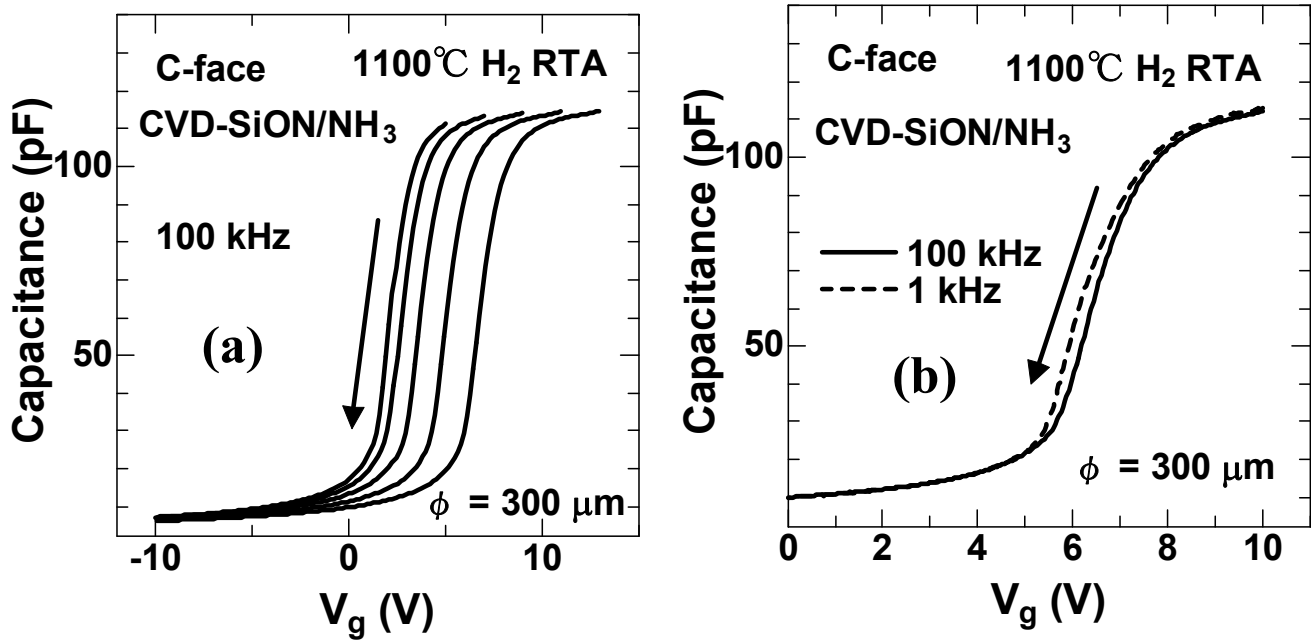 C-face
1100℃ H₂ RTA
CVD-SiON/NH₃
100 kHz
(a)
ϕ = 300 μm
Capacitance (pF)
100
50
-10 0 10
V_g (V)
C-face
1100℃ H₂ RTA
CVD-SiON/NH₃
100 kHz
1 kHz
(b)
ϕ = 300 μm
Capacitance (pF)
100
50
0 2 4 6 8 10
V_g (V)